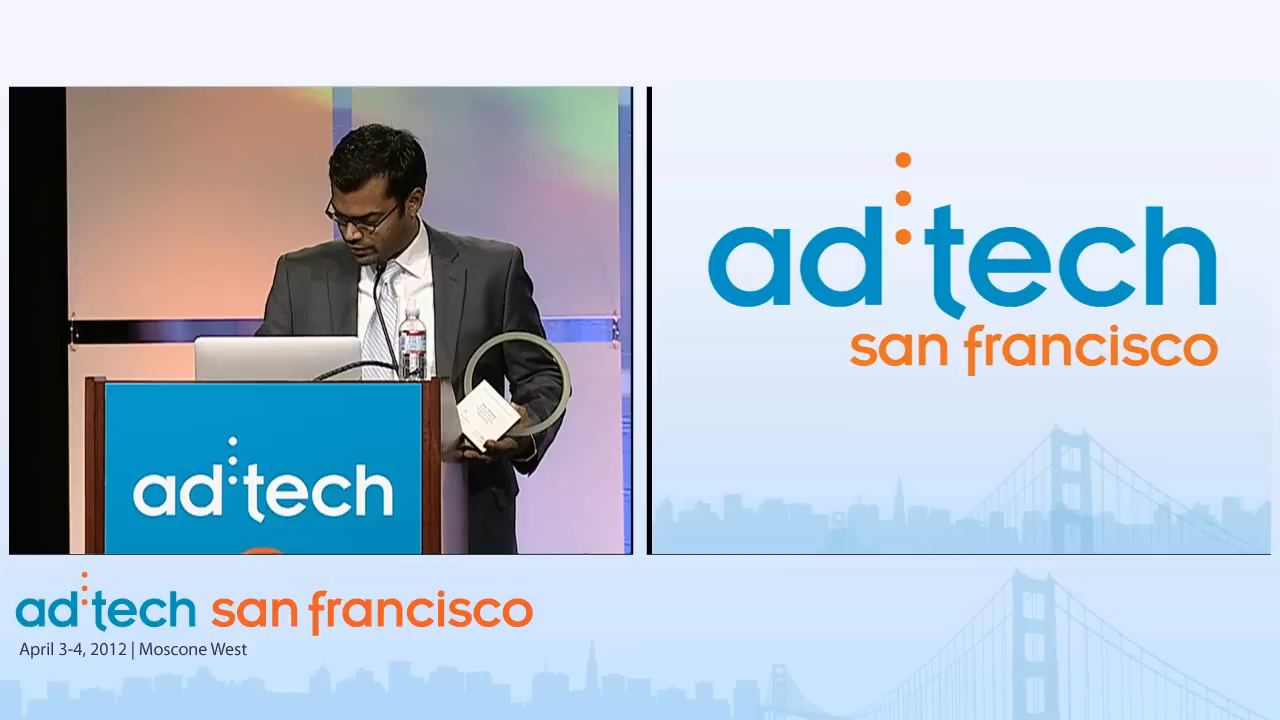 ad:tech
ad:tech
san francisco
ad:tech san francisco
April 3-4, 2012 | Moscone West